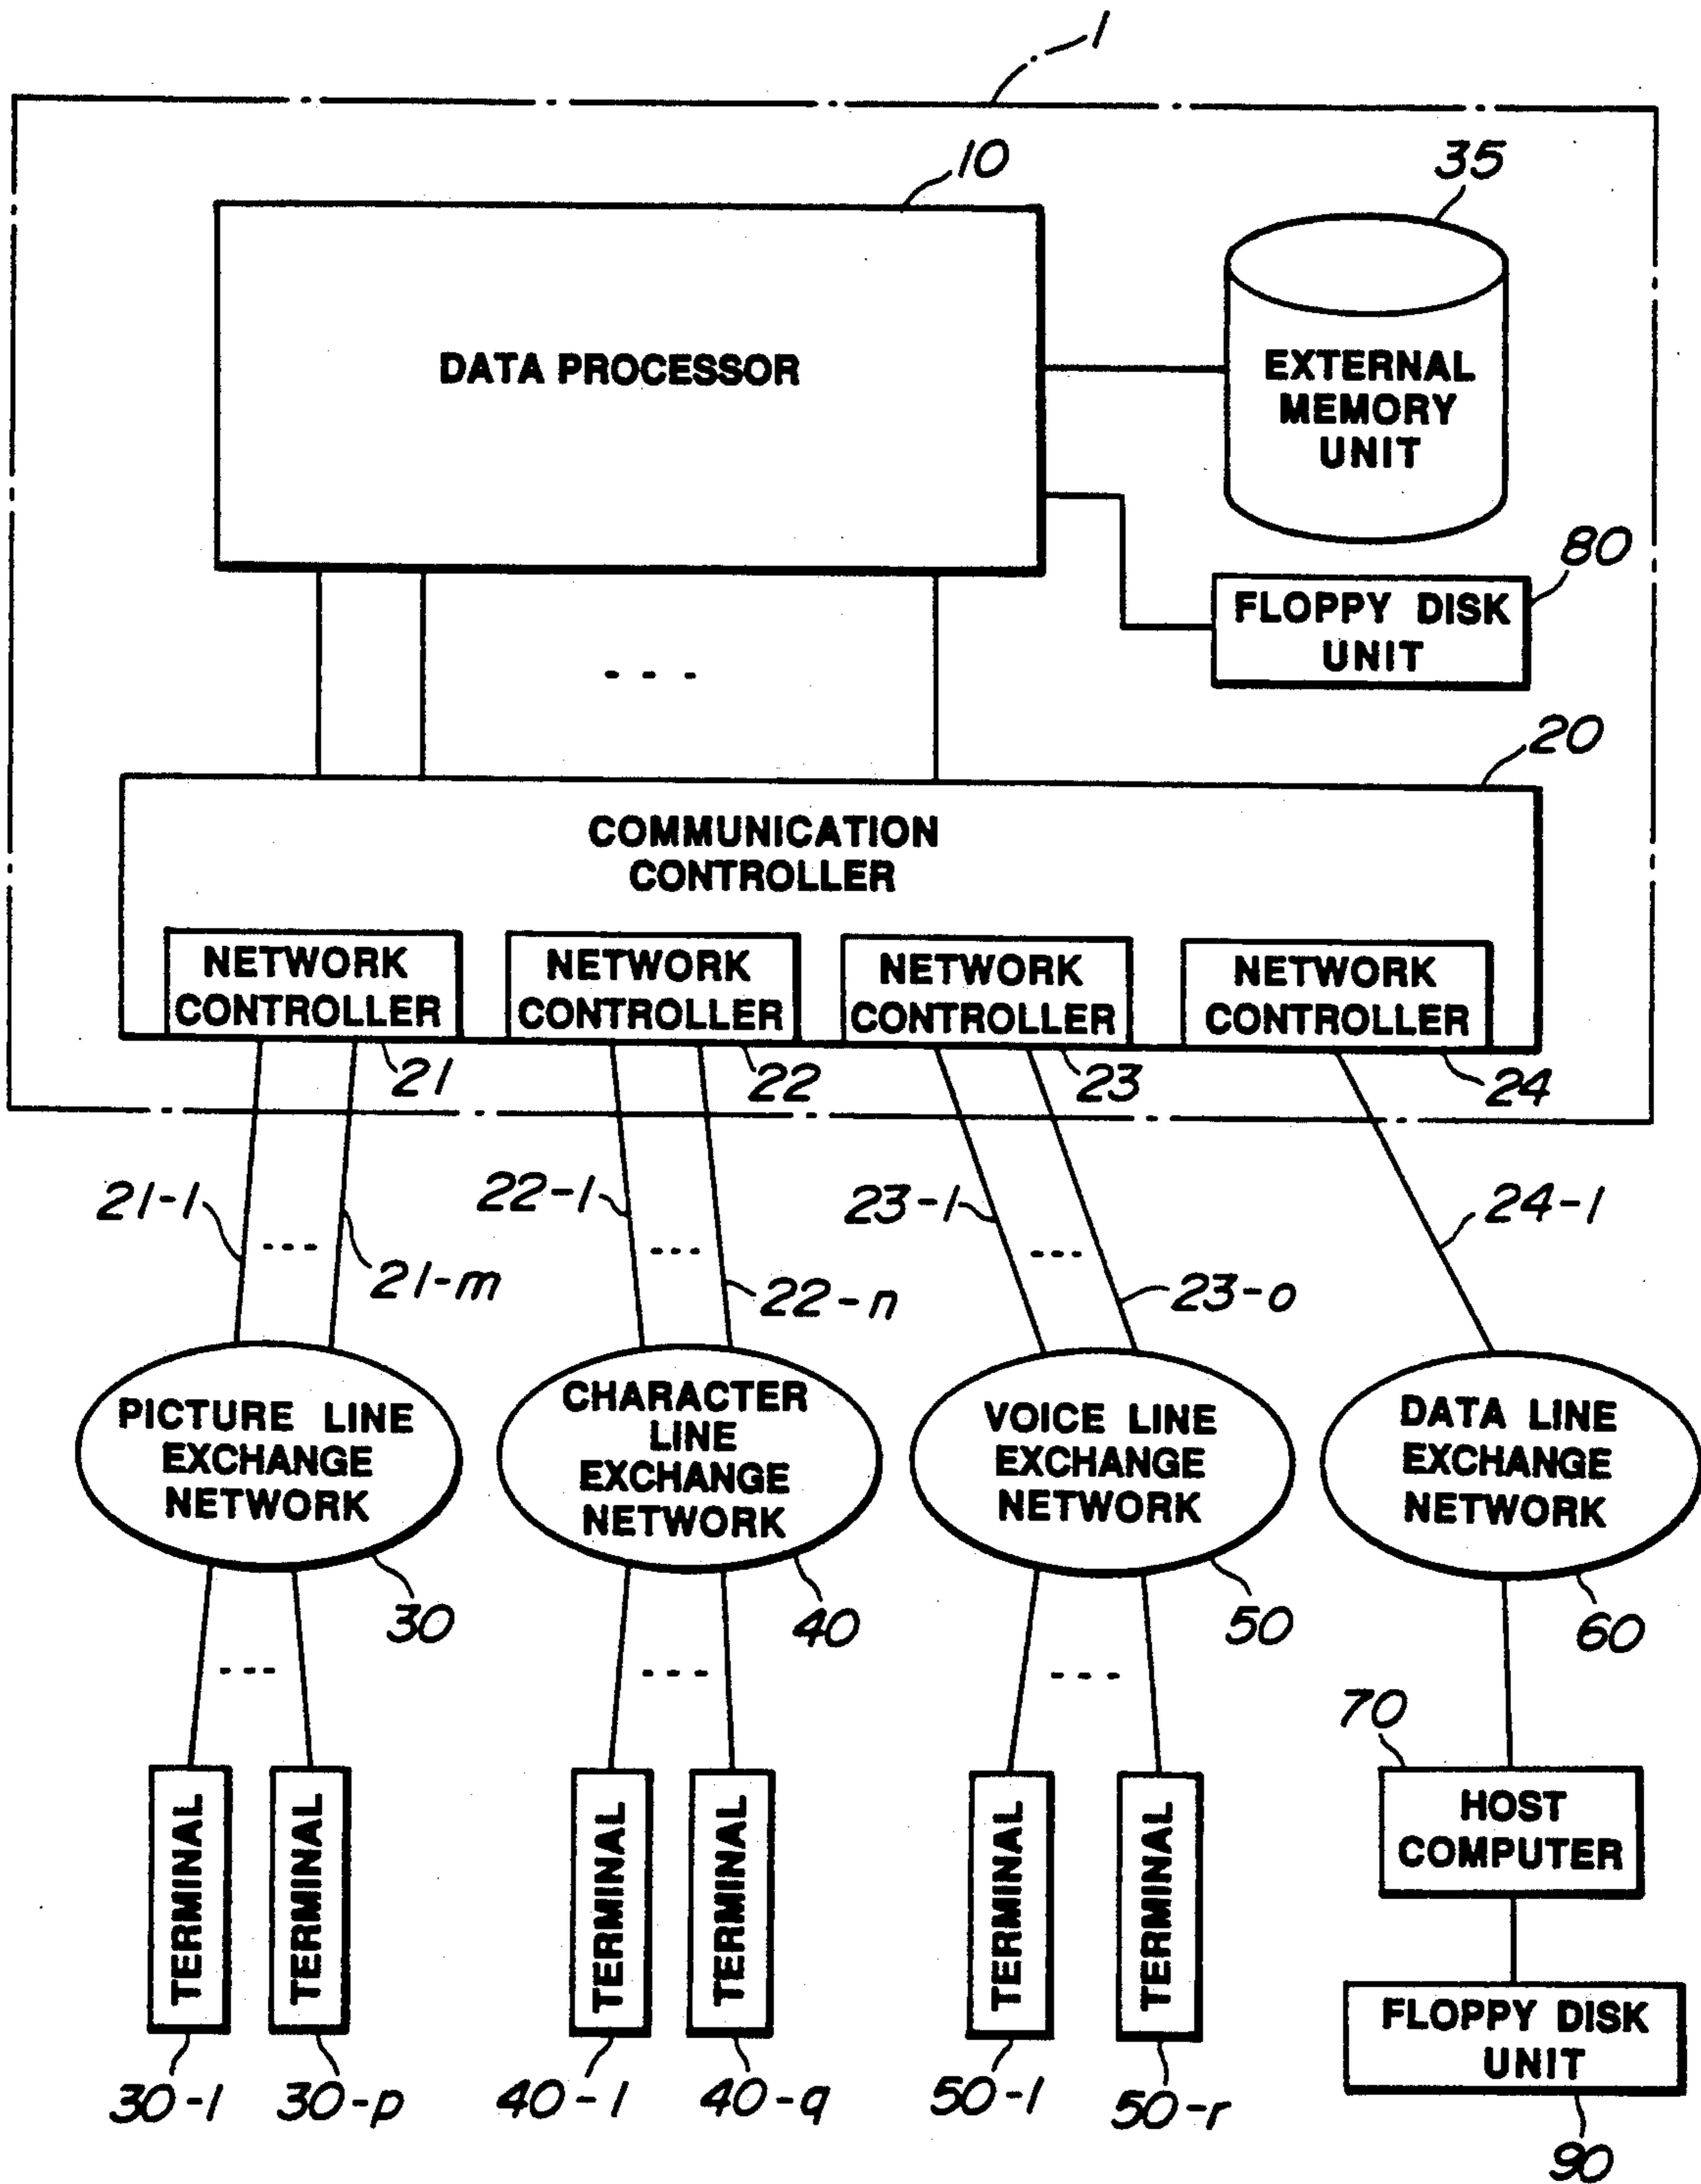 1
10
35
DATA PROCESSOR
EXTERNAL
MEMORY
UNIT
80
FLOPPY DISK
UNIT
20
COMMUNICATION
CONTROLLER
NETWORK
CONTROLLER
NETWORK
CONTROLLER
NETWORK
CONTROLLER
NETWORK
CONTROLLER
21
22
23
24
21-1
21-m
22-1
22-n
23-1
23-o
24-1
PICTURE LINE
EXCHANGE
NETWORK
CHARACTER
LINE
EXCHANGE
NETWORK
VOICE LINE
EXCHANGE
NETWORK
DATA LINE
EXCHANGE
NETWORK
30
40
50
60
70
TERMINAL
TERMINAL
TERMINAL
TERMINAL
TERMINAL
TERMINAL
HOST
COMPUTER
FLOPPY DISK
UNIT
30-1
30-p
40-1
40-q
50-1
50-r
90